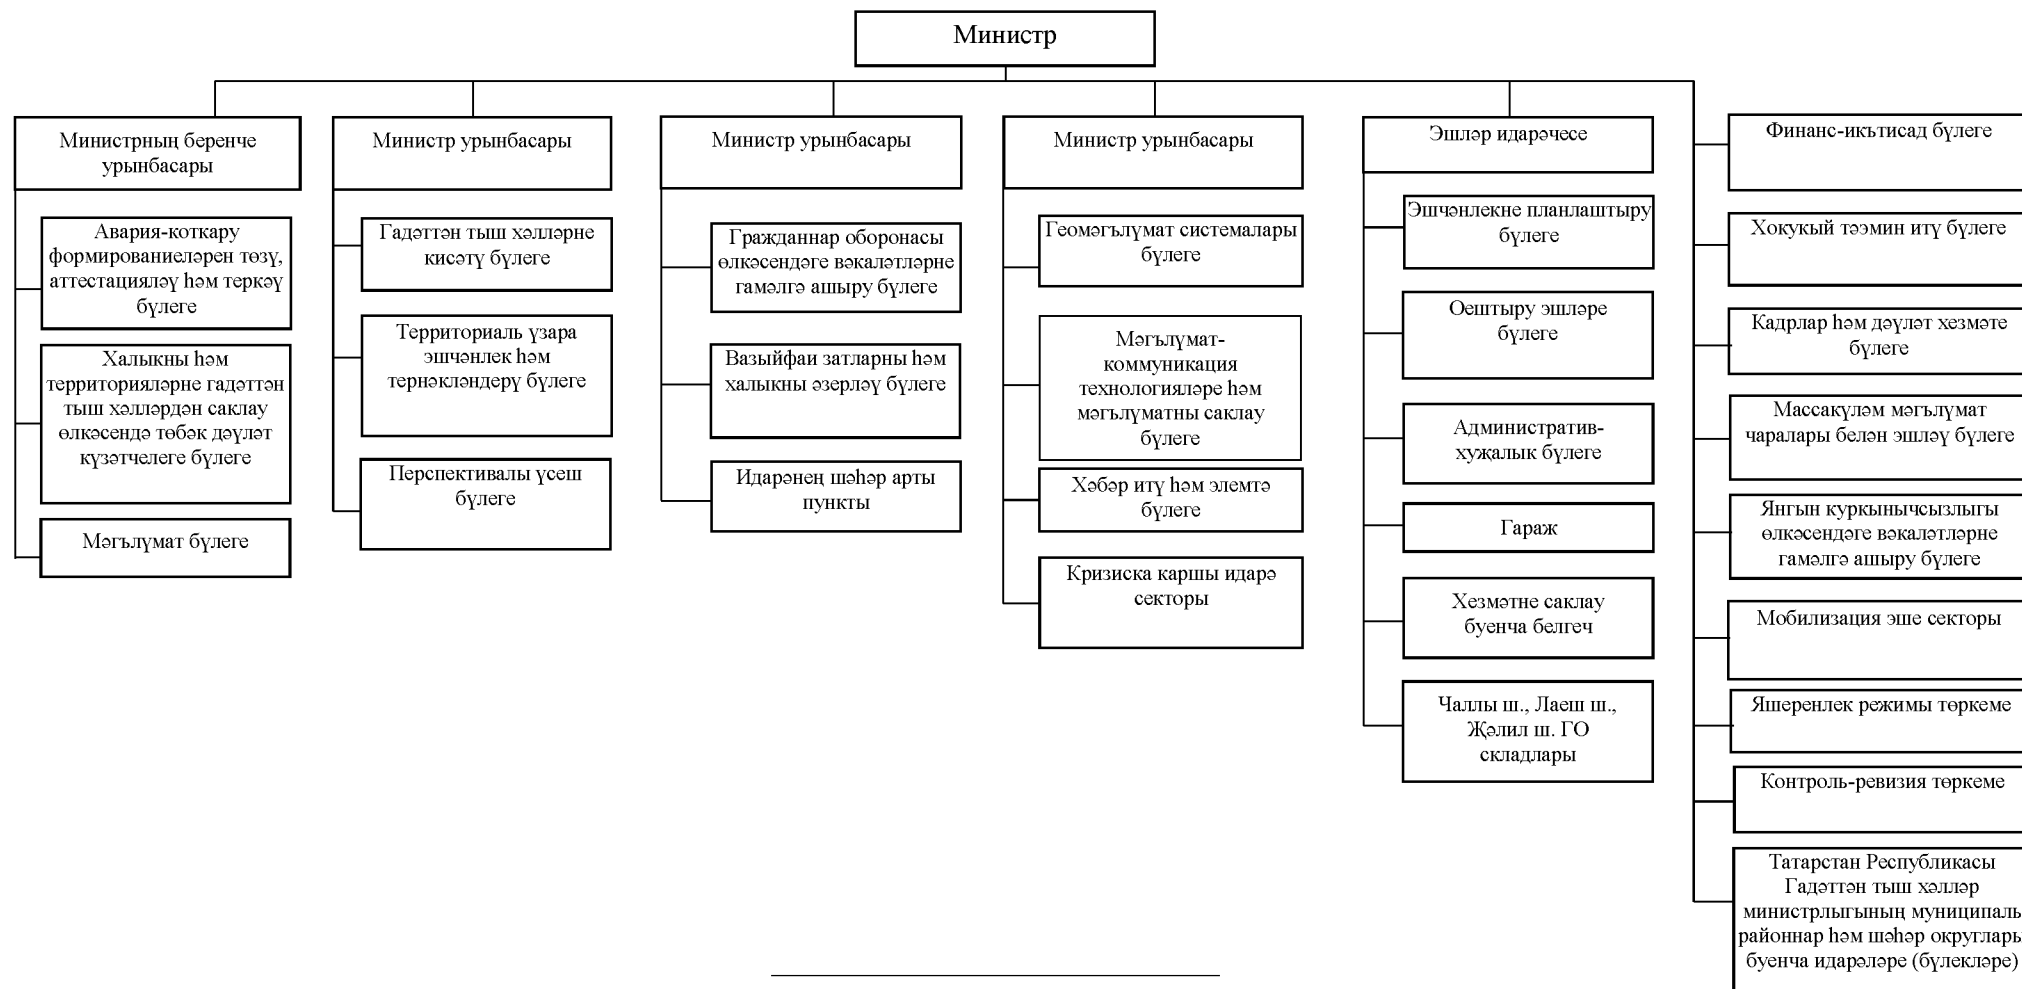 Министр
Министрның беренче
урынбасары
Авария-коткару
формированиеләрен төзү,
аттестацияләү һәм теркәү
бүлеге
Халыкны һәм
территорияләрне гадәттән
тыш хәлләрдән саклау
өлкәсендә төбәк дәүләт
күзәтчелеге бүлеге
Мәгълүмат бүлеге
Министр урынбасары
Гадәттән тыш хәлләрне
кисәтү бүлеге
Территориаль үзара
эшчәнлек һәм
тернәкләндерү бүлеге
Перспективалы үсеш
бүлеге
Министр урынбасары
Гражданнар оборонасы
өлкәсендәге вәкаләтләрне
гамәлгә ашыру бүлеге
Вазыйфаи затларны һәм
халыкны әзерләү бүлеге
Идарәнең шәһәр арты
пункты
Министр урынбасары
Геомәгълүмат системалары
бүлеге
Мәгълүмат-
коммуникация
технологияләре һәм
мәгълүматны саклау
бүлеге
Хәбәр итү һәм элемтә
бүлеге
Кризиска каршы идарә
секторы
Эшләр идарәчесе
Эшчәнлекне планлаштыру
бүлеге
Оештыру эшләре
бүлеге
Административ-
хуҗалык бүлеге
Гараж
Хезмәтне саклау
буенча белгеч
Чаллы ш., Лаеш ш.,
Җәлил ш. ГО
складлары
Финанс-икътисад бүлеге
Хокукый тәэмин итү бүлеге
Кадрлар һәм дәүләт хезмәте
бүлеге
Массакүләм мәгълүмат
чаралары белән эшләү бүлеге
Янгын куркынычсызлыгы
өлкәсендәге вәкаләтләрне
гамәлгә ашыру бүлеге
Мобилизация эше секторы
Яшеренлек режимы төркеме
Контроль-ревизия төркеме
Татарстан Республикасы
Гадәттән тыш хәлләр
министрлыгының муниципаль
районнар һәм шәһәр округлары
буенча идарәләре (бүлекләре)